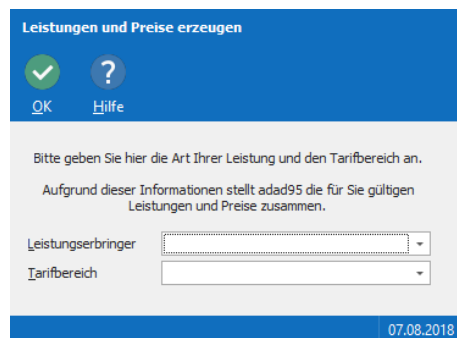 Leistungen und Preise erzeugen
OK Hilfe
Bitte geben Sie hier die Art Ihrer Leistung und den Tarifbereich an.
Aufgrund dieser Informationen stellt adad95 die für Sie gültigen
Leistungen und Preise zusammen.
Leistungserbringer
Tarifbereich
07.08.2018